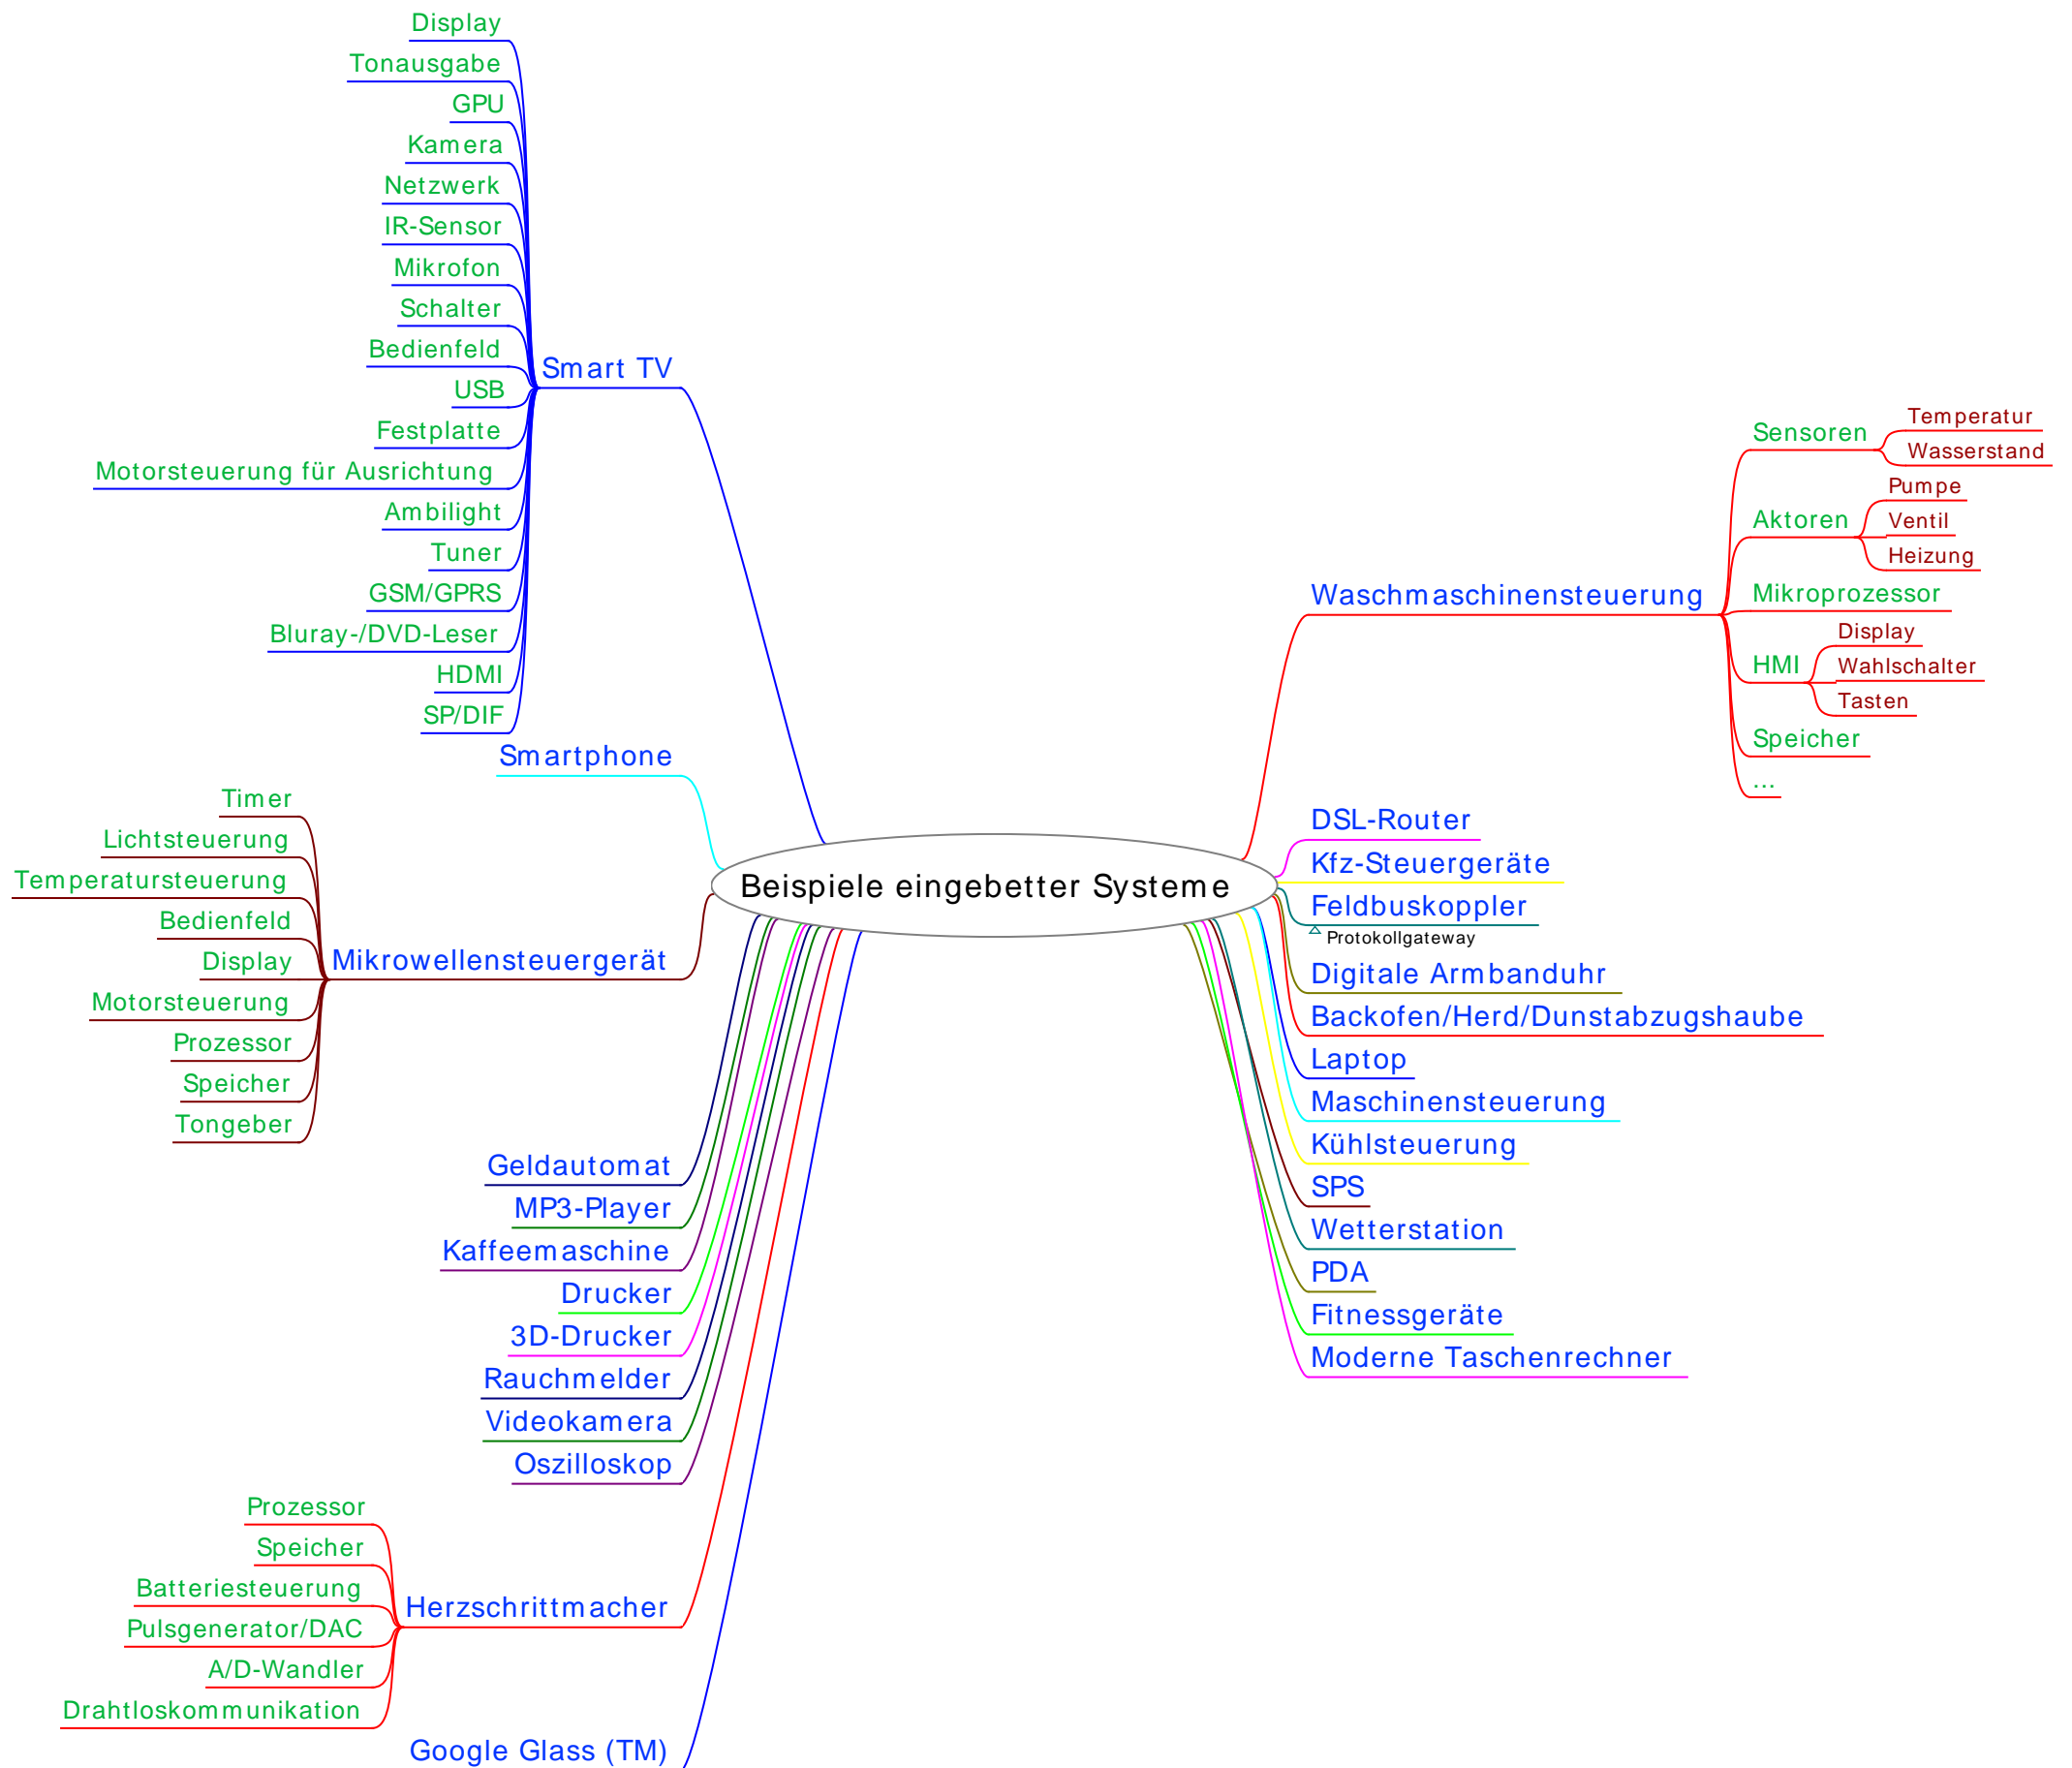 Display
Tonausgabe
GPU
Kamera
Netzwerk
IR-Sensor
Mikrofon
Schalter
Bedienfeld
USB
Festplatte
Motorsteuerung für Ausrichtung
Ambilight
Tuner
GSM/GPRS
Bluray-/DVD-Leser
HDMI
SP/DIF
Smart TV
Smartphone
Timer
Lichtsteuerung
Temperatursteuerung
Bedienfeld
Display
Motorsteuerung
Prozessor
Speicher
Tongeber
Mikrowellensteuergerät
Geldautomat
MP3-Player
Kaffeemaschine
Drucker
3D-Drucker
Rauchmelder
Videokamera
Oszilloskop
Prozessor
Speicher
Batteriesteuerung
Pulsgenerator/DAC
A/D-Wandler
Drahtloskommunikation
Herzschrittmacher
Google Glass (TM)
Beispiele eingebetter Systeme
Waschmaschinensteuerung
Sensoren
Temperatur
Wasserstand
Aktoren
Pumpe
Ventil
Heizung
Mikroprozessor
HMI
Display
Wahlschalter
Tasten
Speicher
...
DSL-Router
Kfz-Steuergeräte
Feldbuskoppler
Protokollgateway
Digitale Armbanduhr
Backofen/Herd/Dunstabzugshaube
Laptop
Maschinensteuerung
Kühlsteuerung
SPS
Wetterstation
PDA
Fitnessgeräte
Moderne Taschenrechner